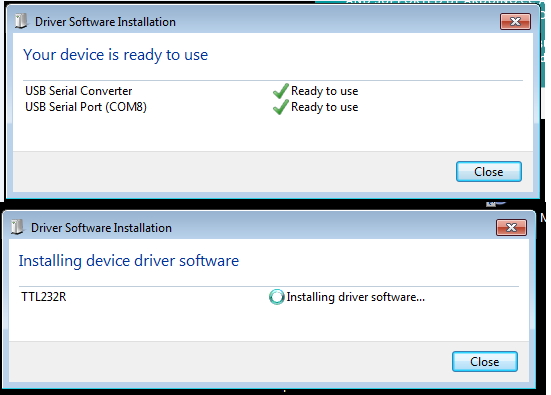 Driver Software Installation
Your device is ready to use
USB Serial Converter Ready to use
USB Serial Port (COM8) Ready to use
Close
Driver Software Installation
Installing device driver software
TTL232R Installing driver software...
Close